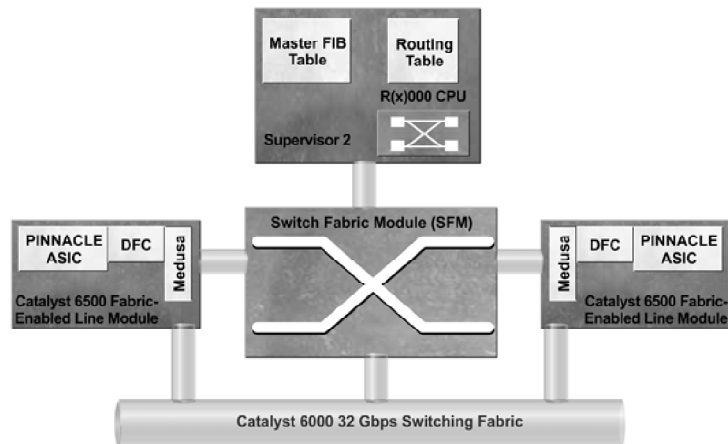 Master FIB
Table
Routing
Table
R(x)000 CPU
Supervisor 2
Switch Fabric Module (SFM)
PINNACLE
ASIC
DFC
Medusa
Catalyst 6500 Fabric-
Enabled Line Module
Medusa
DFC
PINNACLE
ASIC
Catalyst 6500 Fabric-
Enabled Line Module
Catalyst 6000 32 Gbps Switching Fabric